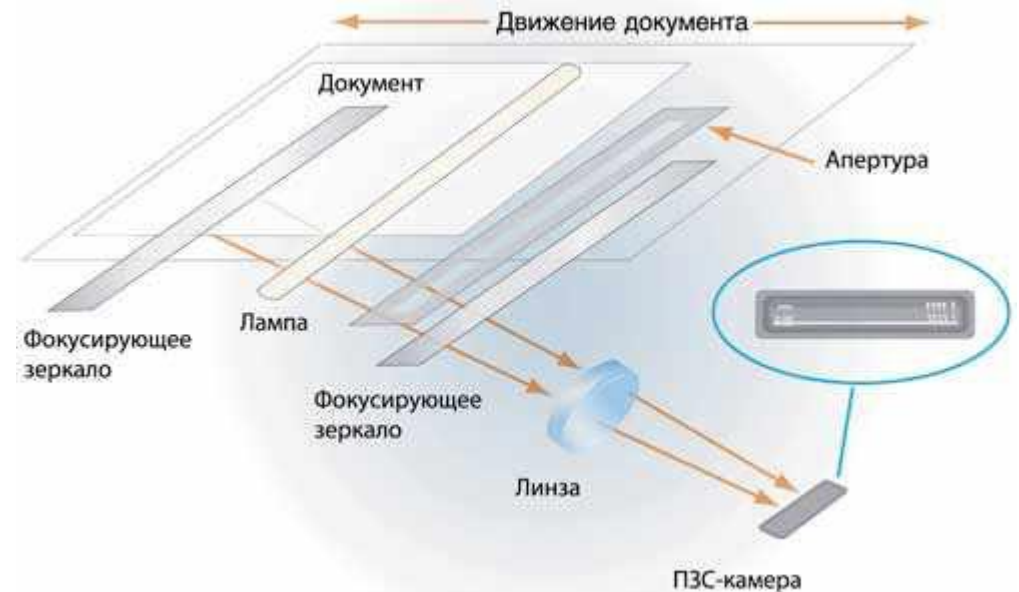 Движение документа
Документ
Апертура
Лампа
Фокусирующее
зеркало
Фокусирующее
зеркало
Линза
ПЗС-камера